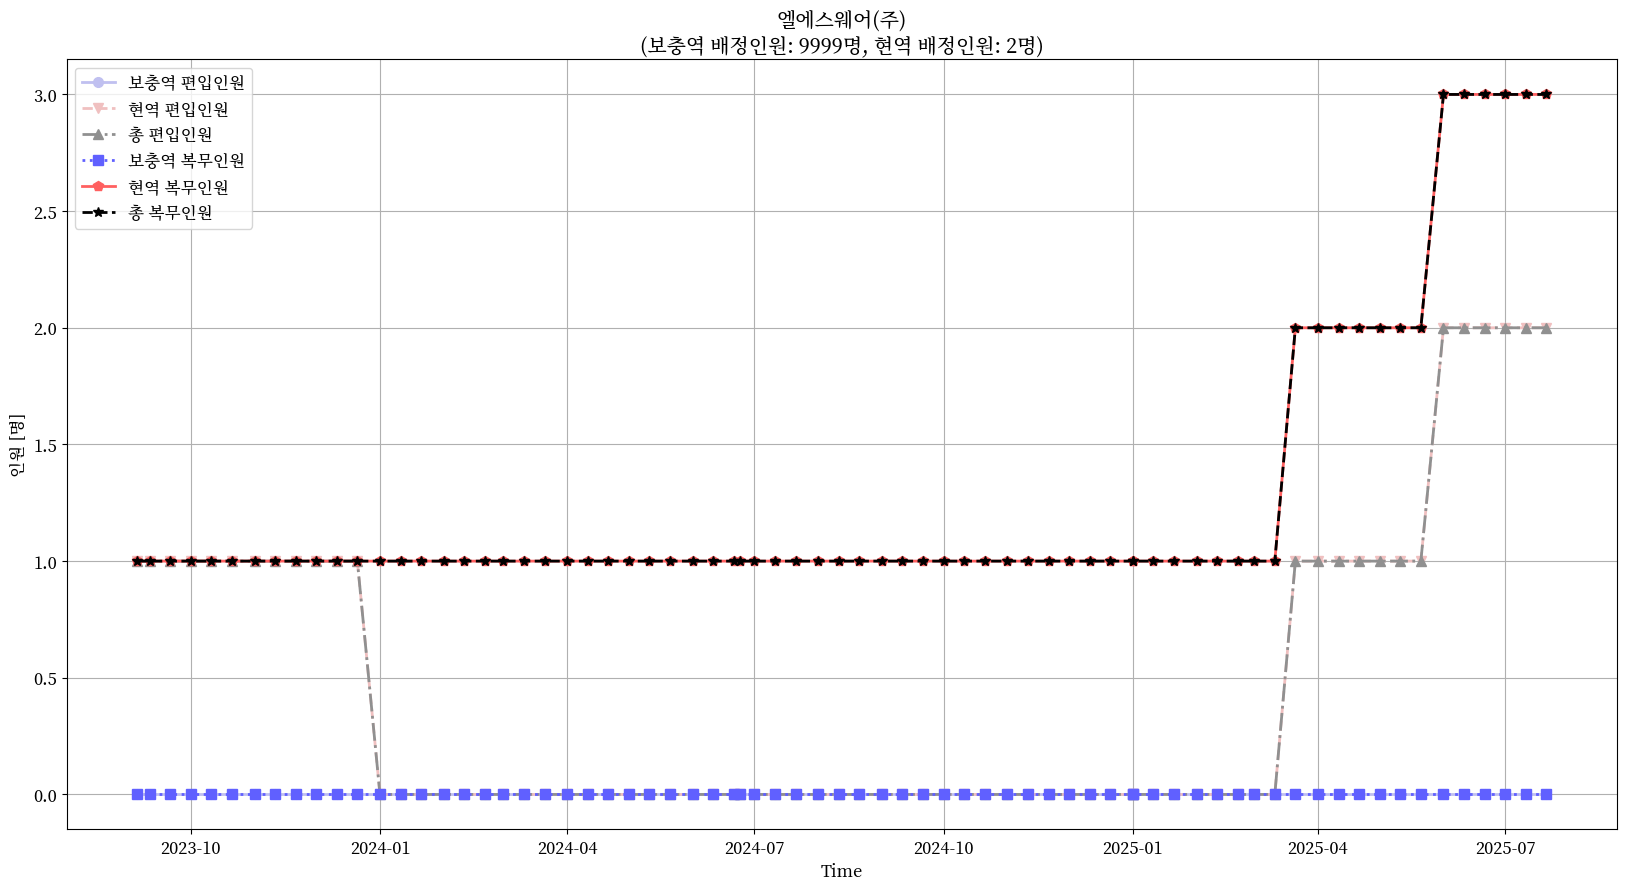 엘에스웨어(주)
(보충역 배정인원: 9999명, 현역 배정인원: 2명)
보충역 편입인원
현역 편입인원
총 편입인원
보충역 복무인원
현역 복무인원
총 복무인원
3.0
2.5
2.0
1.5
1.0
0.5
0.0
인원 [명]
2023-10
2024-01
2024-04
2024-07
2024-10
2025-01
2025-04
2025-07
Time